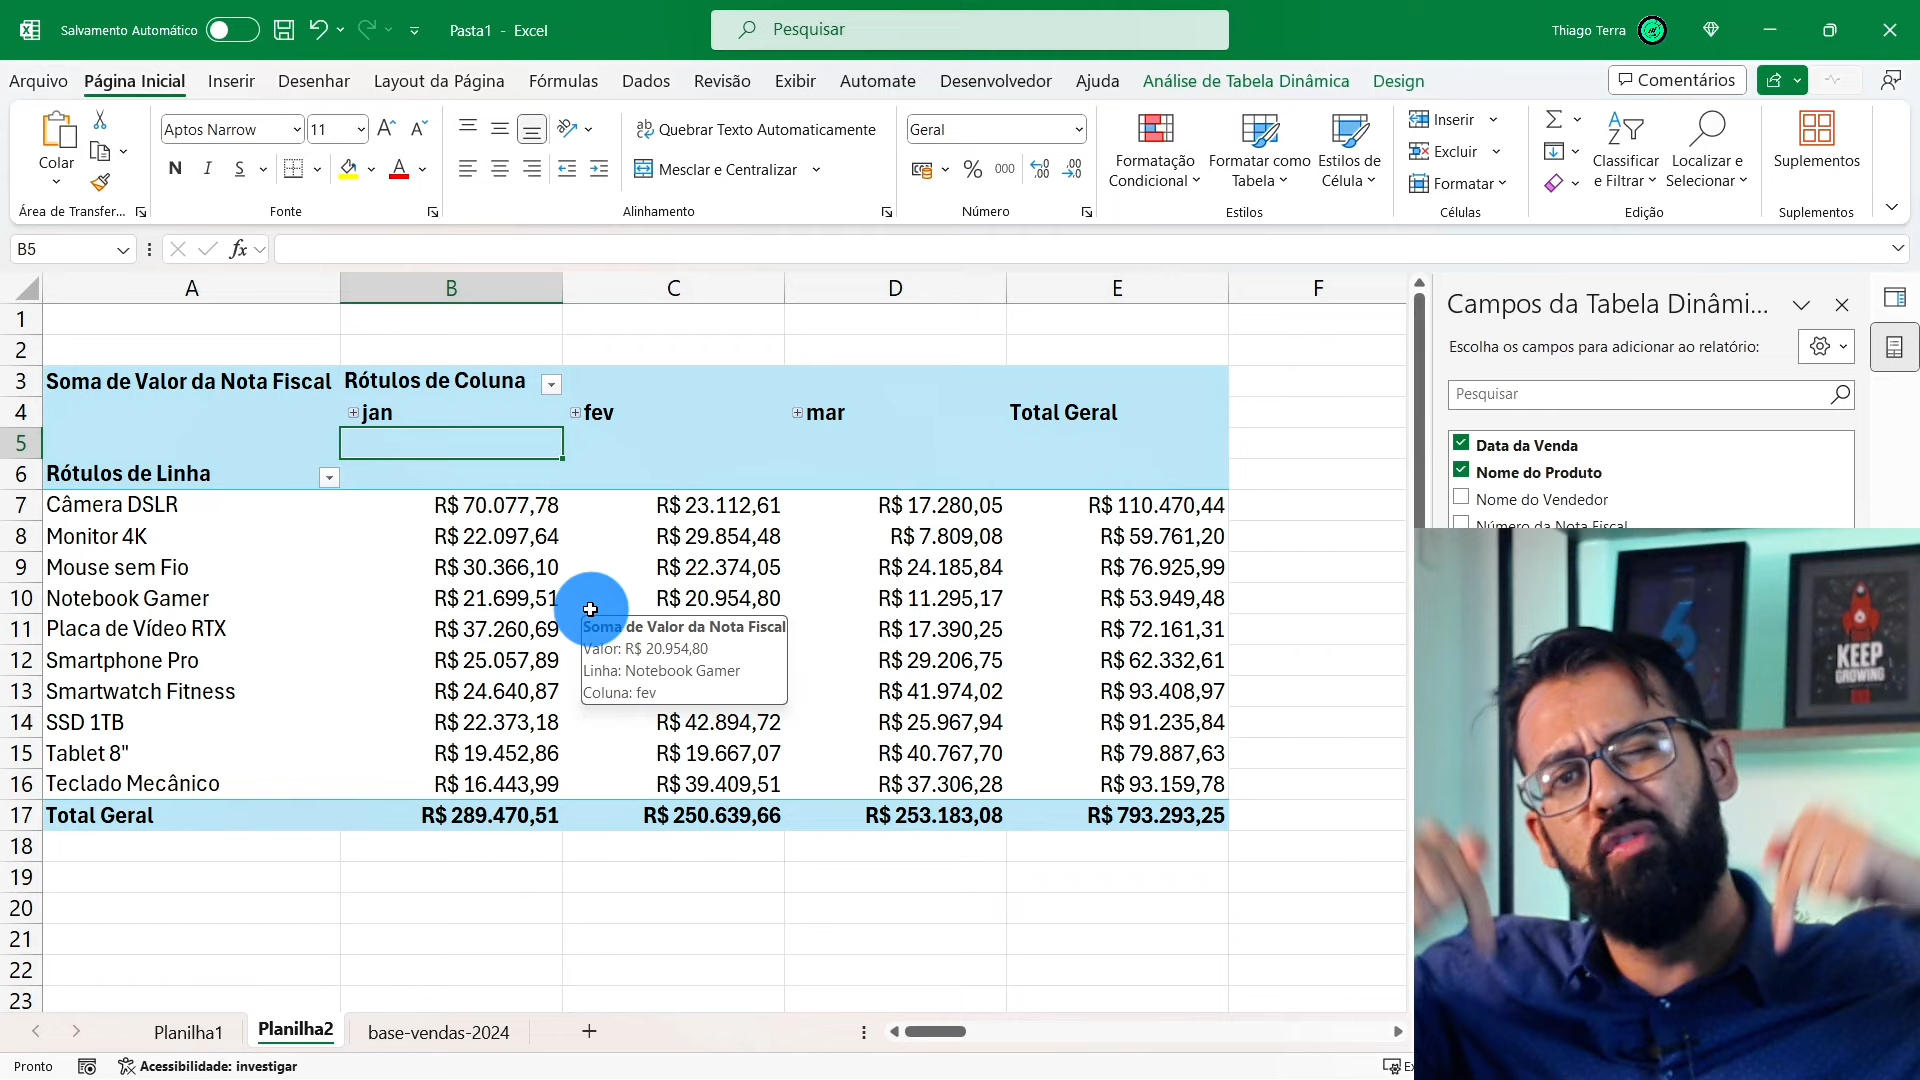 Salvamento Automático
Pasta1 - Excel
Pesquisar
Thiago Terra
Arquivo Página Inicial Inserir Desenhar Layout da Página Fórmulas Dados Revisão Exibir Automate Desenvolvedor Ajuda Análise de Tabela Dinâmica Design Comentários
Colar
Área de Transfer...
Aptos Narrow 11
N I S
Fonte
Quebrar Texto Automaticamente
Mesclar e Centralizar
Alinhamento
Geral
% 000
Número
Formatação Condicional
Formatar como Tabela
Estilos de Célula
Estilos
Inserir
Excluir
Formatar
Células
Classificar e Filtrar
Localizar e Selecionar
Edição
Suplementos
Suplementos
B5
fx
A B C D E F
1
2
3 Soma de Valor da Nota Fiscal Rótulos de Coluna
4 jan fev mar Total Geral
5
6 Rótulos de Linha
7 Câmera DSLR R$ 70.077,78 R$ 23.112,61 R$ 17.280,05 R$ 110.470,44
8 Monitor 4K R$ 22.097,64 R$ 29.854,48 R$ 7.809,08 R$ 59.761,20
9 Mouse sem Fio R$ 30.366,10 R$ 22.374,05 R$ 24.185,84 R$ 76.925,99
10 Notebook Gamer R$ 21.699,51 R$ 20.954,80 R$ 11.295,17 R$ 53.949,48
11 Placa de Vídeo RTX R$ 37.260,69 R$ 17.390,25 R$ 72.161,31
12 Smartphone Pro R$ 25.057,89 R$ 29.206,75 R$ 62.332,61
13 Smartwatch Fitness R$ 24.640,87 R$ 41.974,02 R$ 93.408,97
14 SSD 1TB R$ 22.373,18 R$ 42.894,72 R$ 25.967,94 R$ 91.235,84
15 Tablet 8" R$ 19.452,86 R$ 19.667,07 R$ 40.767,70 R$ 79.887,63
16 Teclado Mecânico R$ 16.443,99 R$ 39.409,51 R$ 37.306,28 R$ 93.159,78
17 Total Geral R$ 289.470,51 R$ 250.639,66 R$ 253.183,08 R$ 793.293,25
18
19
20
21
22
23
Soma de Valor da Nota Fiscal
Valor: R$ 20.954,80
Linha: Notebook Gamer
Coluna: fev
Campos da Tabela Dinâmi...
Escolha os campos para adicionar ao relatório:
Pesquisar
Data da Venda
Nome do Produto
Nome do Vendedor
Número da Nota Fiscal
KEEP
GROWING
Planilha1 Planilha2 base-vendas-2024
Pronto
Acessibilidade: investigar